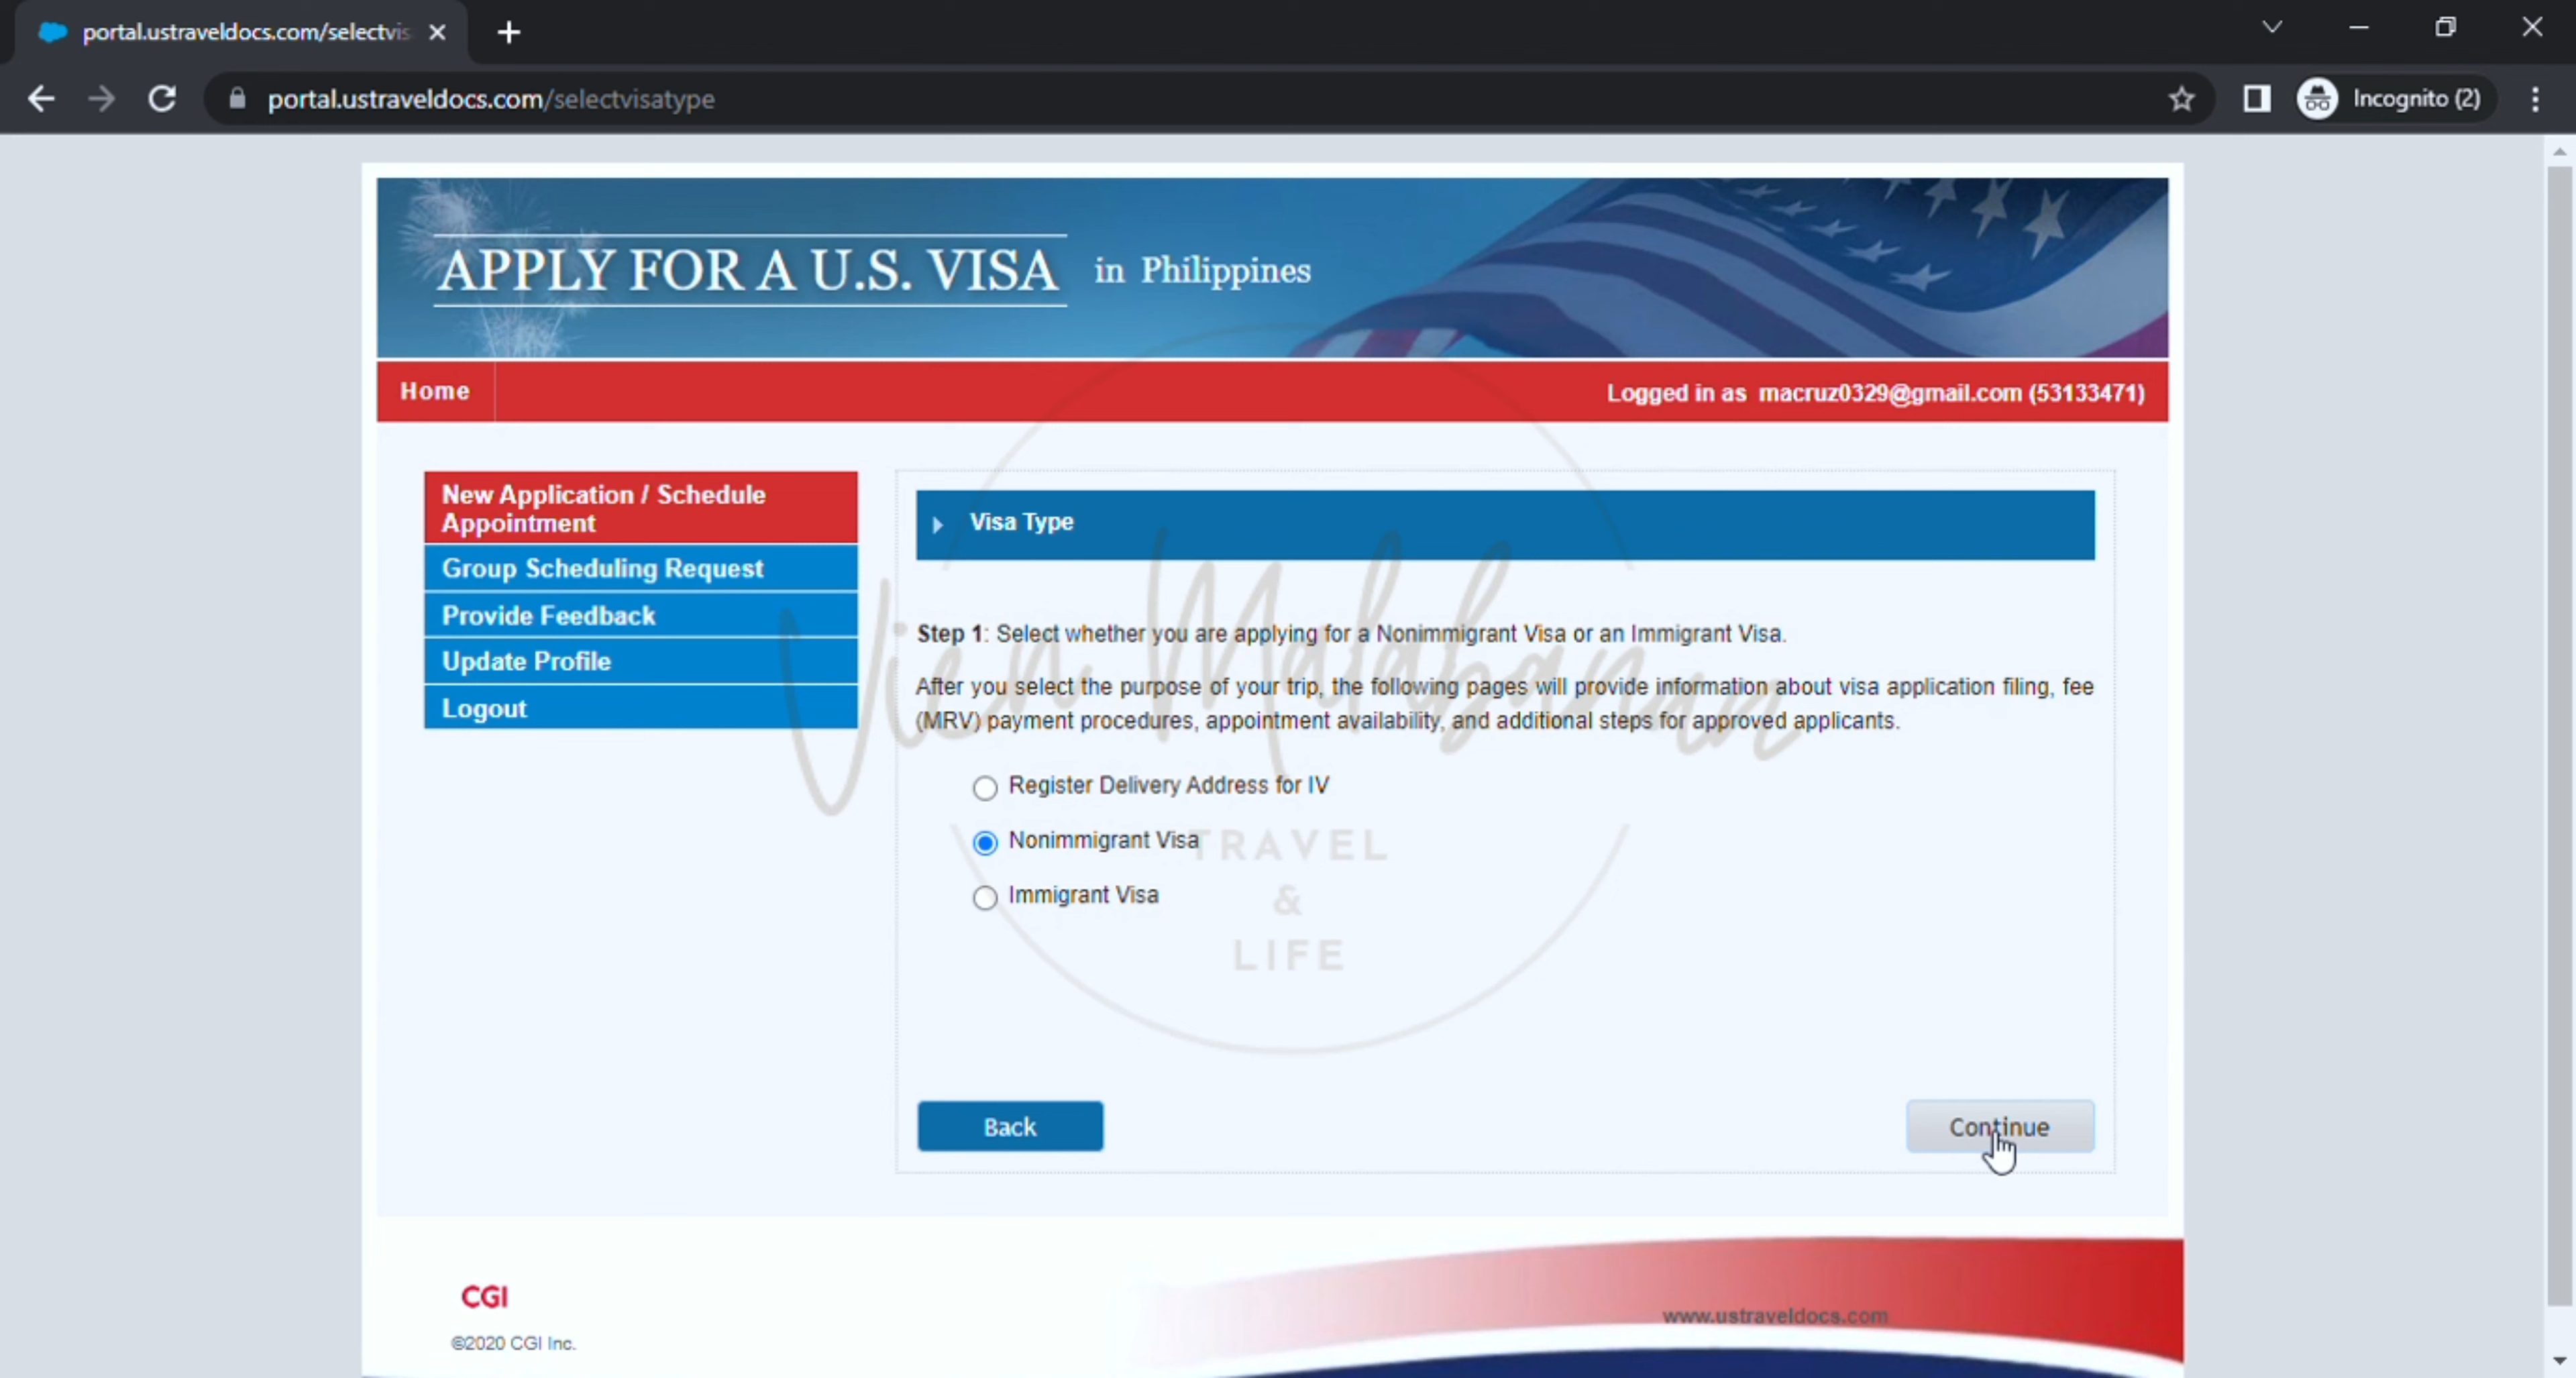 portal.ustraveldocs.com/selectvis
portal.ustraveldocs.com/selectvisatype
Incognito (2)
APPLY FOR A U.S. VISA in Philippines
Home
Logged in as macruz0329@gmail.com (53133471)
New Application / Schedule
Appointment
Group Scheduling Request
Provide Feedback
Update Profile
Logout
Visa Type
Step 1: Select whether you are applying for a Nonimmigrant Visa or an Immigrant Visa.
After you select the purpose of your trip, the following pages will provide information about visa application filing, fee
(MRV) payment procedures, appointment availability, and additional steps for approved applicants.
Vien Malabanan
Register Delivery Address for IV
Nonimmigrant Visa
TRAVEL
Immigrant Visa
&
LIFE
Back
Continue
CGI
www.ustraveldocs.com
©2020 CGI Inc.